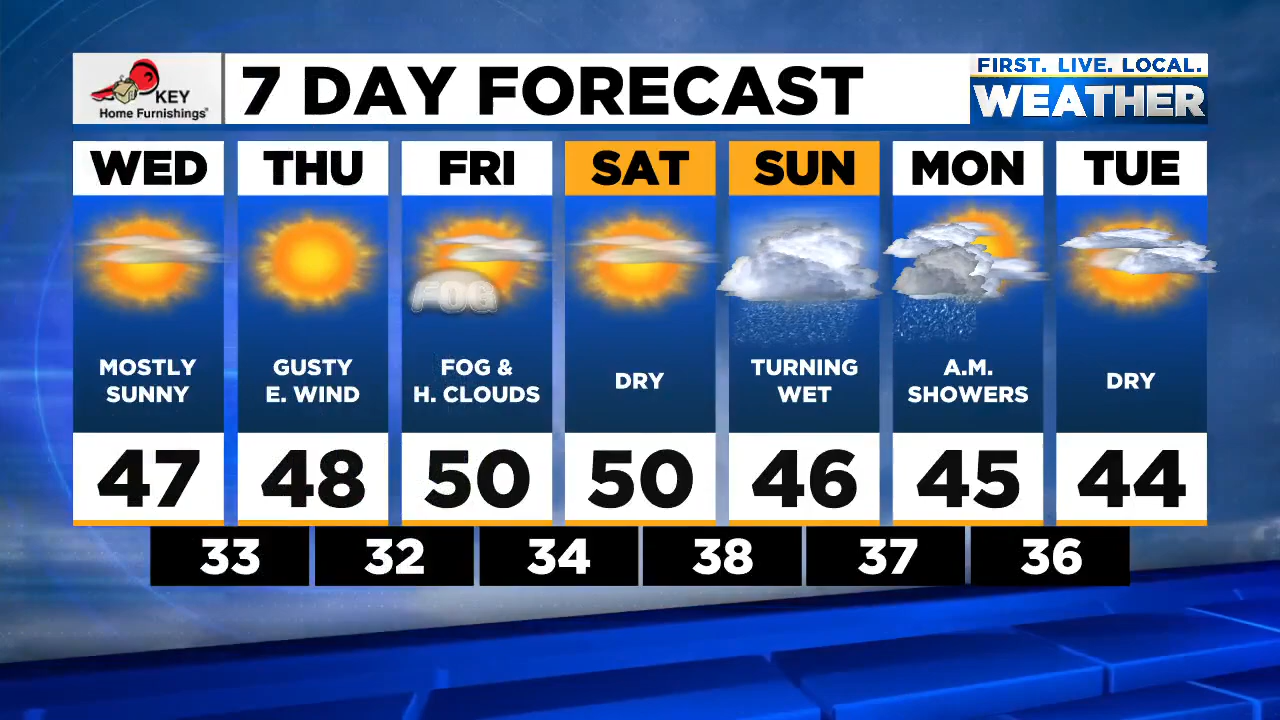 KEY
Home Furnishings®
7 DAY FORECAST
FIRST. LIVE. LOCAL.
WEATHER
WED
THU
FRI
SAT
SUN
MON
TUE
FOG
MOSTLY
SUNNY
GUSTY
E. WIND
FOG &
H. CLOUDS
DRY
TURNING
WET
A.M.
SHOWERS
DRY
47
48
50
50
46
45
44
33
32
34
38
37
36